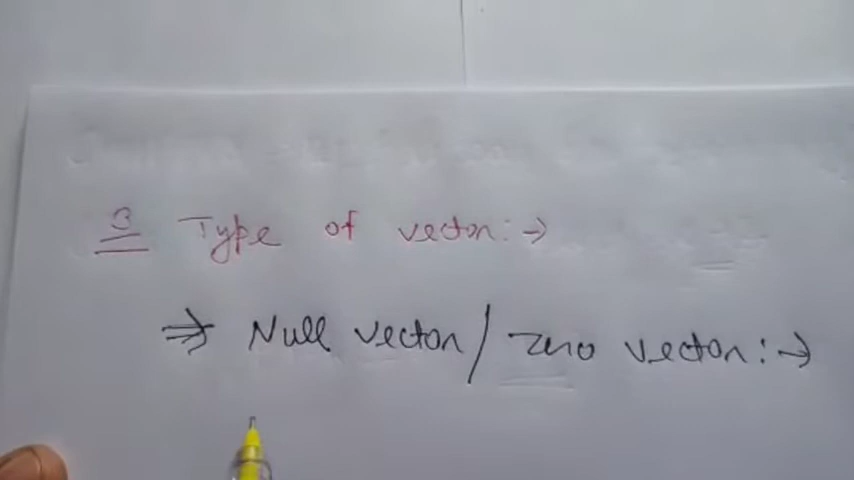 3 Type of vector :→
⇒ Null vector / Zero vector :→